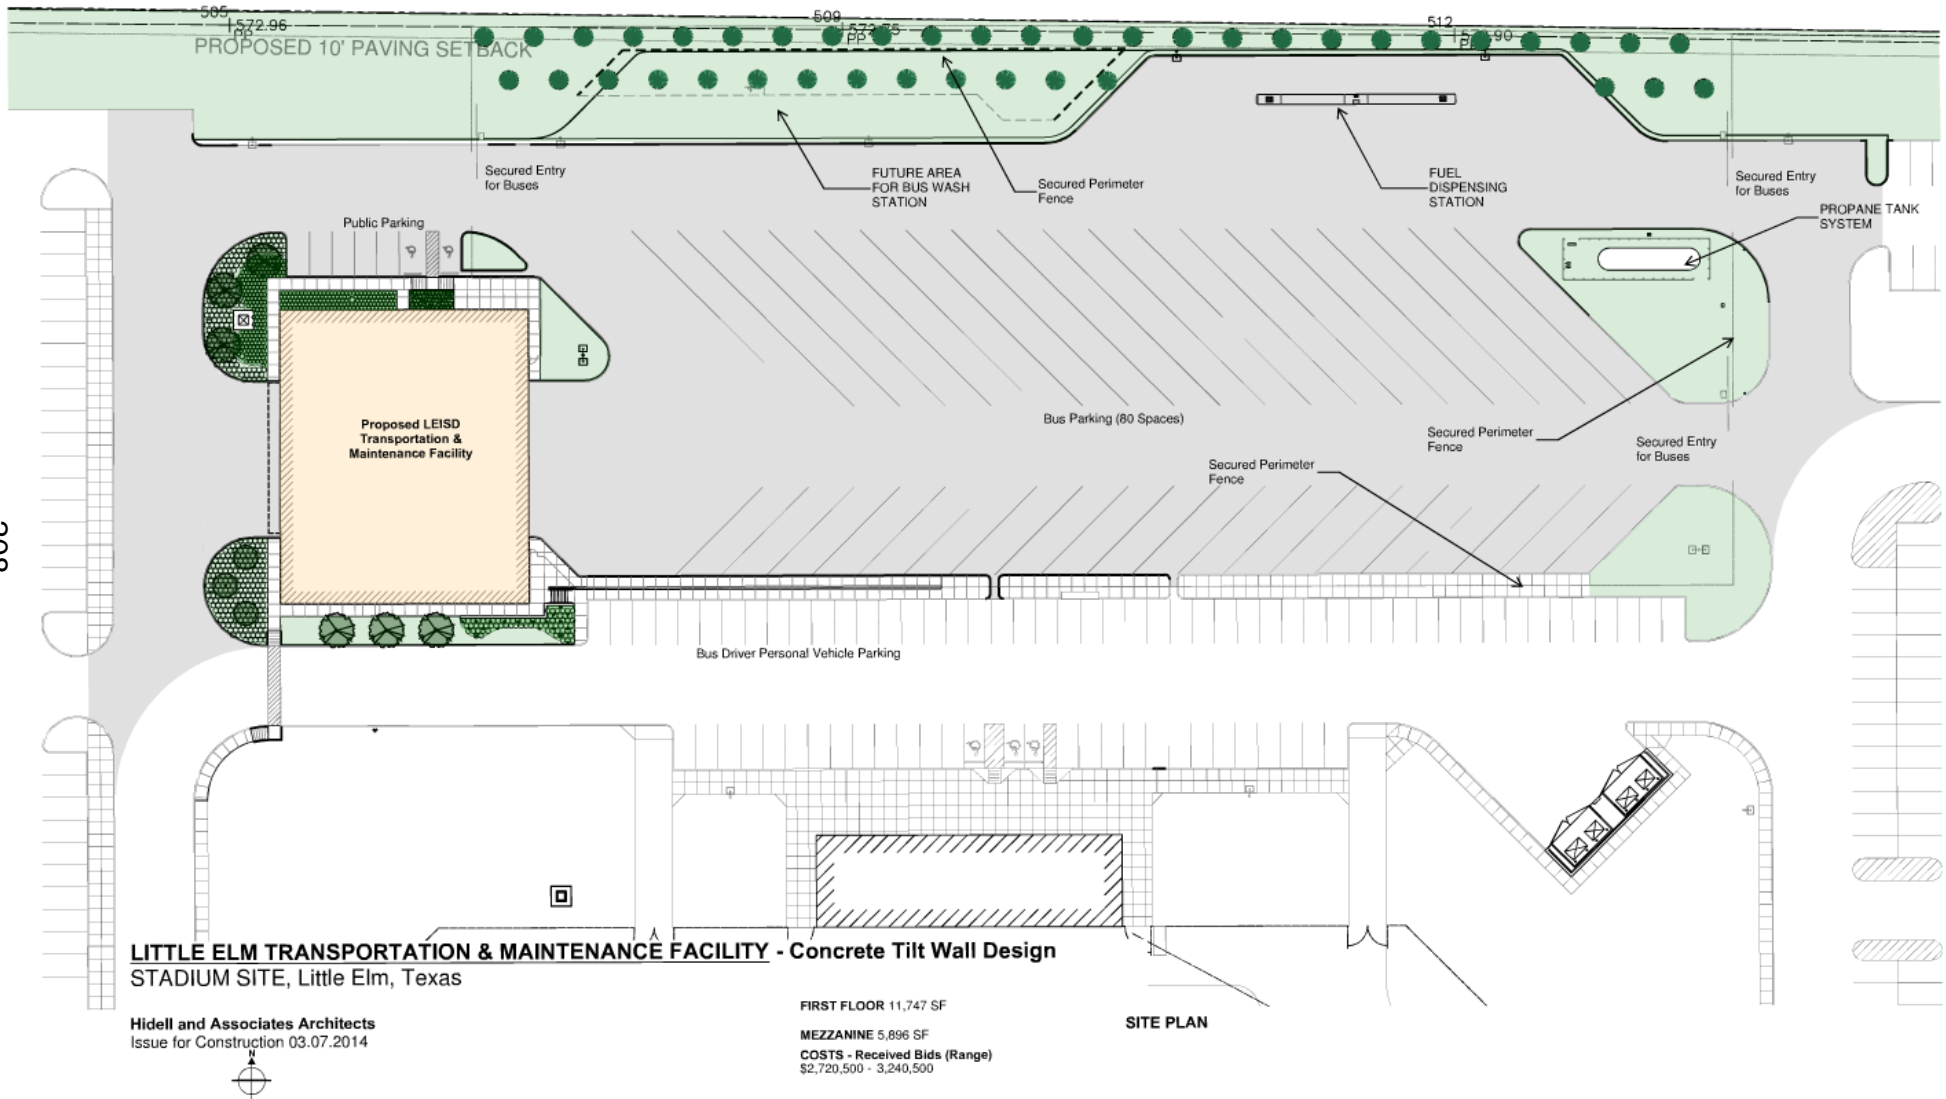 505
572.96
PP
PROPOSED 10' PAVING SETBACK
509
PP
512
Secured Entry
for Buses
FUTURE AREA
FOR BUS WASH
STATION
Secured Perimeter
Fence
FUEL
DISPENSING
STATION
Secured Entry
for Buses
PROPANE TANK
SYSTEM
Public Parking
Proposed LEISD
Transportation &
Maintenance Facility
Bus Parking (80 Spaces)
Secured Perimeter
Fence
Secured Entry
for Buses
Secured Perimeter
Fence
Bus Driver Personal Vehicle Parking
LITTLE ELM TRANSPORTATION & MAINTENANCE FACILITY - Concrete Tilt Wall Design
STADIUM SITE, Little Elm, Texas
Hidell and Associates Architects
Issue for Construction 03.07.2014
N
FIRST FLOOR 11,747 SF
MEZZANINE 5,896 SF
COSTS - Received Bids (Range)
$2,720,500 - 3,240,500
SITE PLAN